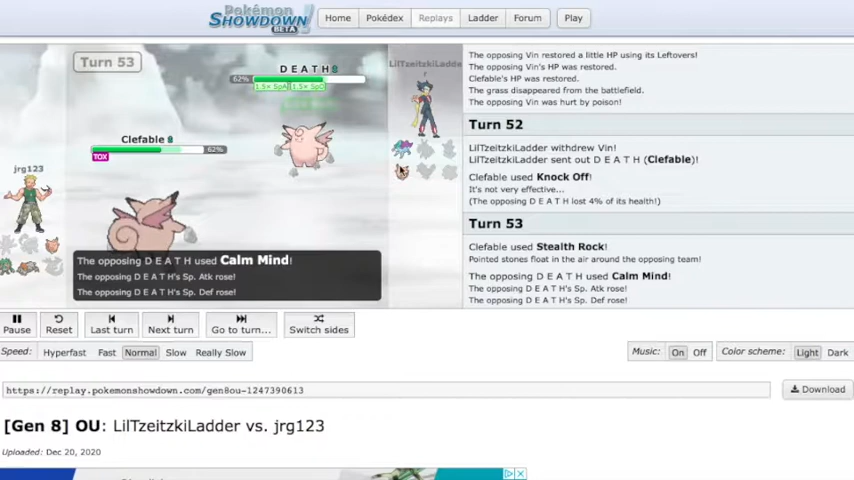 Pokémon
SHOWDOWN!
BETA
Home
Pokédex
Replays
Ladder
Forum
Play
Turn 53
D E A T H
62%
1.5× SpA 1.5× SpD
Clefable
62%
TOX
jrg123
LilTzeitzkiLadde
r
The opposing D E A T H used Calm Mind!
The opposing D E A T H's Sp. Atk rose!
The opposing D E A T H's Sp. Def rose!
The opposing Vin restored a little HP using its Leftovers!
The opposing Vin's HP was restored.
Clefable's HP was restored.
The grass disappeared from the battlefield.
The opposing Vin was hurt by poison!
Turn 52
LilTzeitzkiLadder withdrew Vin!
LilTzeitzkiLadder sent out D E A T H (Clefable)!
Clefable used Knock Off!
It's not very effective...
(The opposing D E A T H lost 4% of its health!)
Turn 53
Clefable used Stealth Rock!
Pointed stones float in the air around the opposing team!
The opposing D E A T H used Calm Mind!
The opposing D E A T H's Sp. Atk rose!
The opposing D E A T H's Sp. Def rose!
Pause
Reset
Last turn
Next turn
Go to turn...
Switch sides
Speed: Hyperfast Fast Normal Slow Really Slow
Music: On Off
Color scheme: Light Dark
https://replay.pokemonshowdown.com/gen8ou-1247390613
Download
[Gen 8] OU: LilTzeitzkiLadder vs. jrg123
Uploaded: Dec 20, 2020